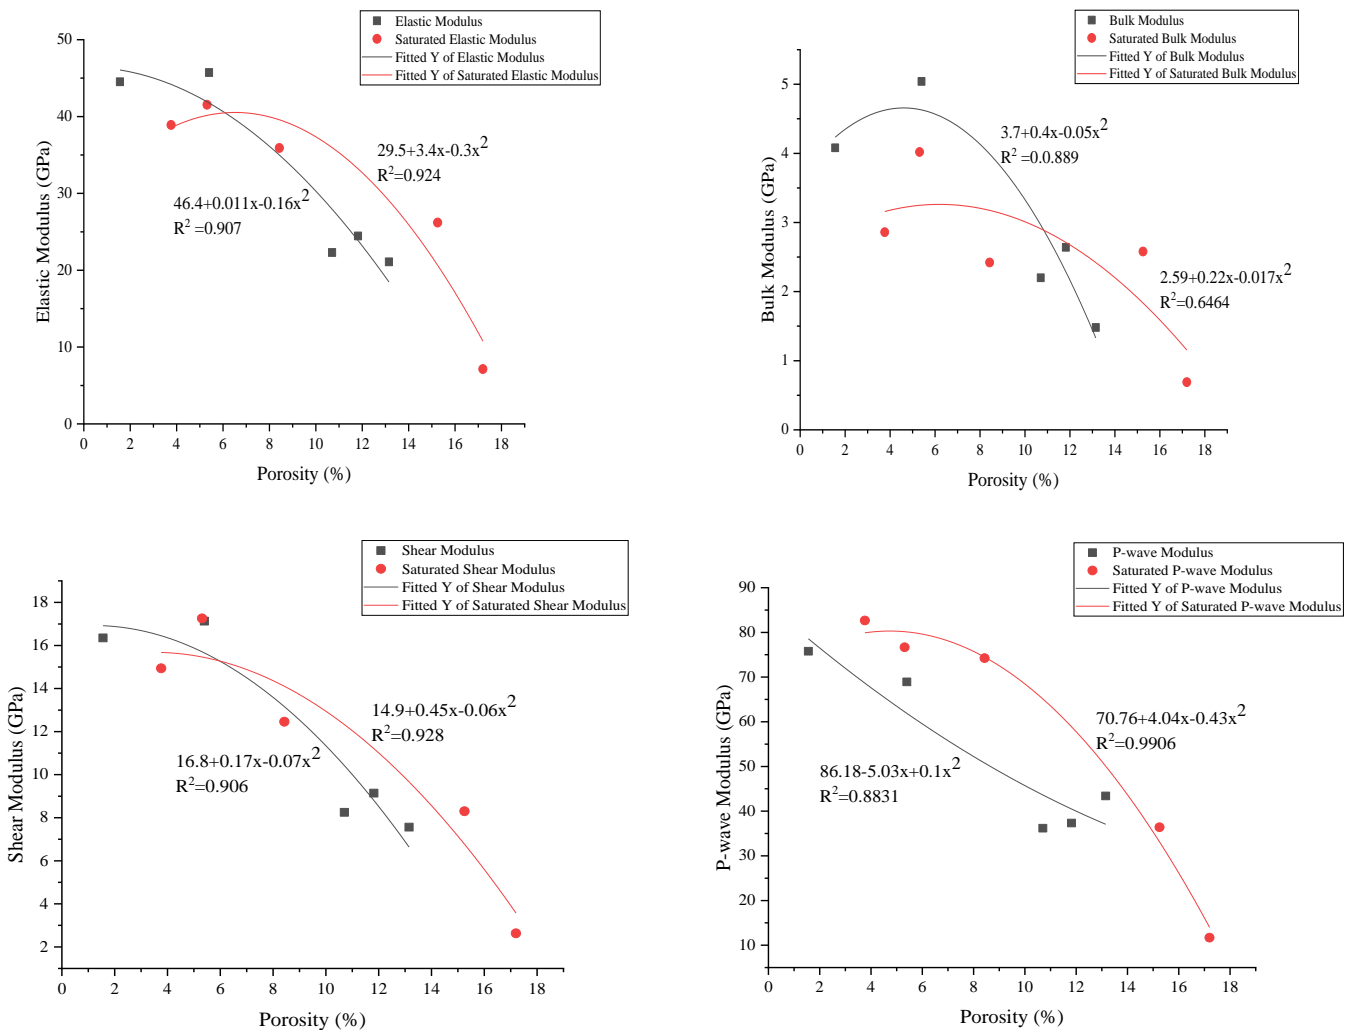 Elastic Modulus
Saturated Elastic Modulus
Fitted Y of Elastic Modulus
Fitted Y of Saturated Elastic Modulus
50
40
30
20
10
0
Elastic Modulus (GPa)
29.5+3.4x-0.3x²
R²=0.924
46.4+0.011x-0.16x²
R² =0.907
0 2 4 6 8 10 12 14 16 18
Porosity (%)
Bulk Modulus
Saturated Bulk Modulus
Fitted Y of Bulk Modulus
Fitted Y of Saturated Bulk Modulus
5
4
3
2
1
0
Bulk Modulus (GPa)
3.7+0.4x-0.05x²
R² =0.0.889
2.59+0.22x-0.017x²
R²=0.6464
0 2 4 6 8 10 12 14 16 18
Porosity (%)
Shear Modulus
Saturated Shear Modulus
Fitted Y of Shear Modulus
Fitted Y of Saturated Shear Modulus
18
16
14
12
10
8
6
4
2
Shear Modulus (GPa)
14.9+0.45x-0.06x²
R²=0.928
16.8+0.17x-0.07x²
R²=0.906
0 2 4 6 8 10 12 14 16 18
Porosity (%)
P-wave Modulus
Saturated P-wave Modulus
Fitted Y of P-wave Modulus
Fitted Y of Saturated P-wave Modulus
90
80
70
60
50
40
30
20
10
P-wave Modulus (GPa)
70.76+4.04x-0.43x²
R²=0.9906
86.18-5.03x+0.1x²
R²=0.8831
0 2 4 6 8 10 12 14 16 18
Porosity (%)